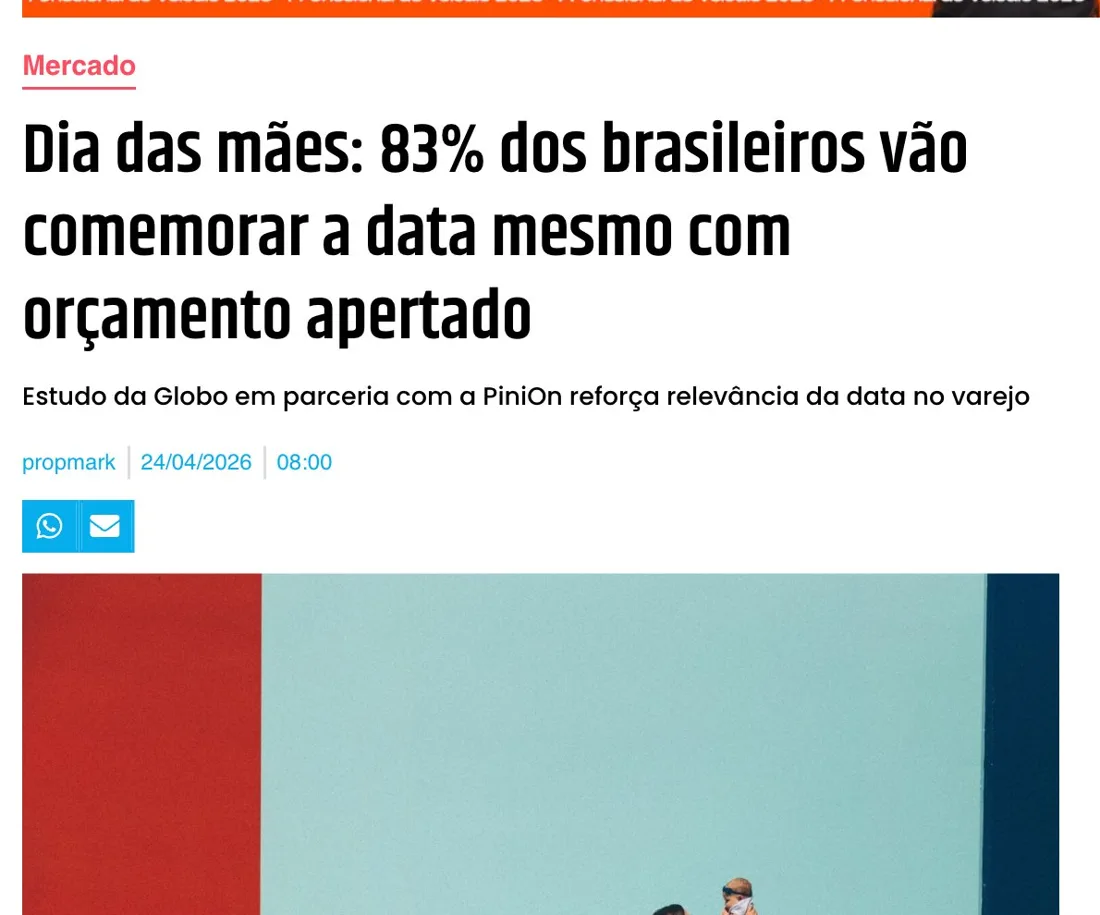 Mercado
Dia das mães: 83% dos brasileiros vão
comemorar a data mesmo com
orçamento apertado
Estudo da Globo em parceria com a PiniOn reforça relevância da data no varejo
propmark
24/04/2026
08:00